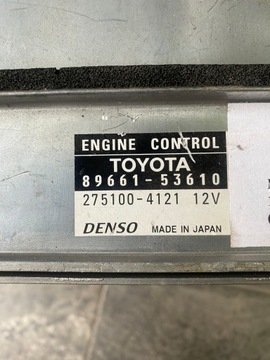 ENGINE CONTROL
TOYOTA
89661-53610
275100-4121 12V
DENSO MADE IN JAPAN